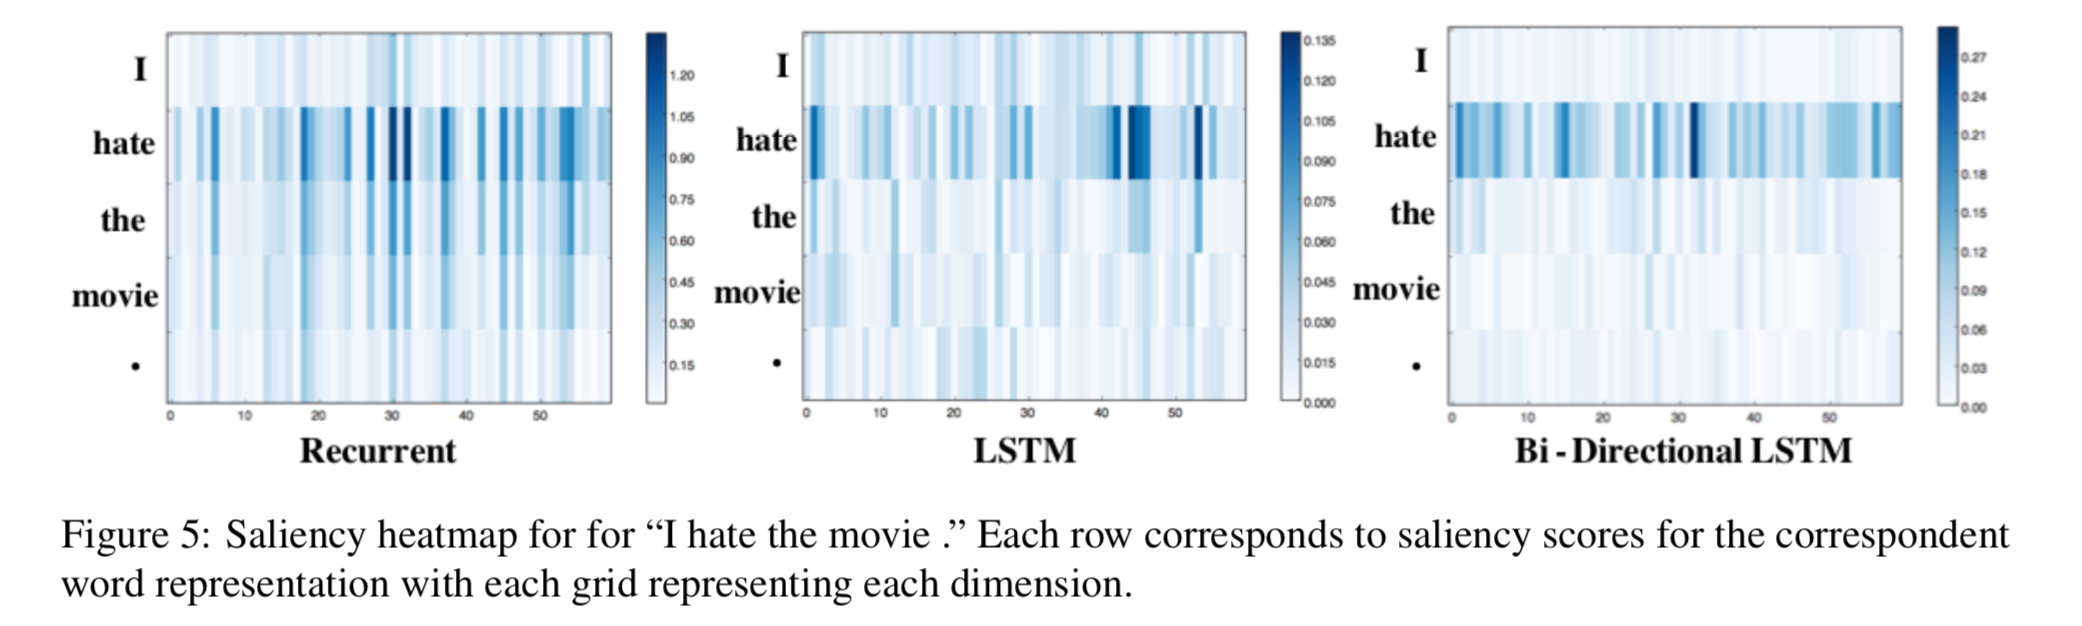 I
hate
the
movie
.
1.20
1.05
0.90
0.75
0.60
0.45
0.30
0.15
0 10 20 30 40 50
Recurrent
I
hate
the
movie
.
0.135
0.120
0.105
0.090
0.075
0.060
0.045
0.030
0.015
0.000
0 10 20 30 40 50
LSTM
I
hate
the
movie
.
0.27
0.24
0.21
0.18
0.15
0.12
0.09
0.06
0.03
0.00
0 10 20 30 40 50
Bi - Directional LSTM
Figure 5: Saliency heatmap for for “I hate the movie .” Each row corresponds to saliency scores for the correspondent
word representation with each grid representing each dimension.